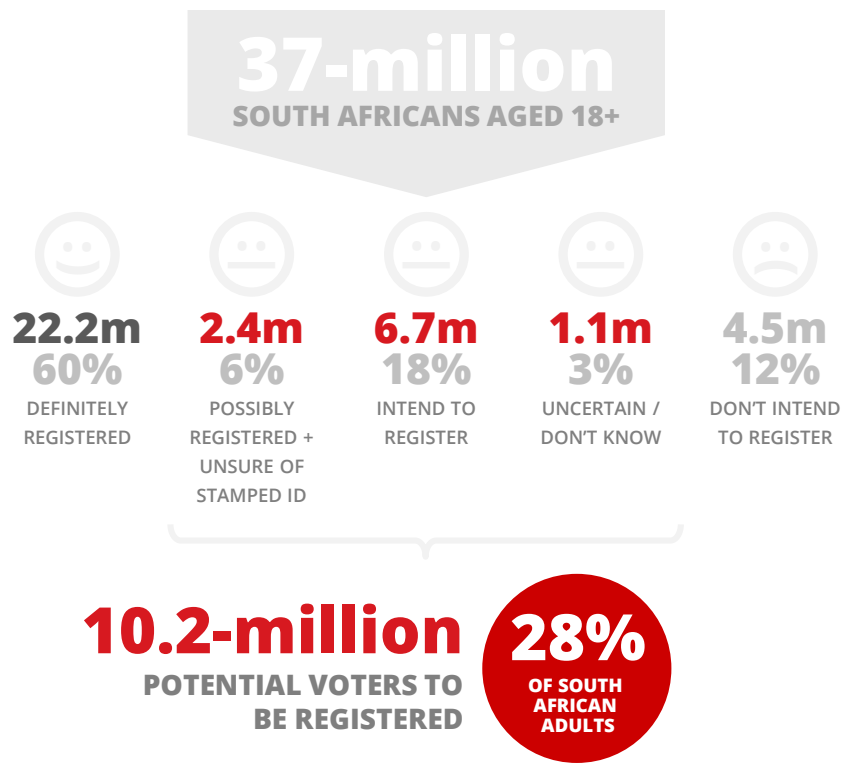 37-million
SOUTH AFRICANS AGED 18+
22.2m
60%
DEFINITELY
REGISTERED
2.4m
6%
POSSIBLY
REGISTERED +
UNSURE OF
STAMPED ID
6.7m
18%
INTEND TO
REGISTER
1.1m
3%
UNCERTAIN /
DON'T KNOW
4.5m
12%
DON'T INTEND
TO REGISTER
10.2-million
POTENTIAL VOTERS TO
BE REGISTERED
28%
OF SOUTH
AFRICAN
ADULTS